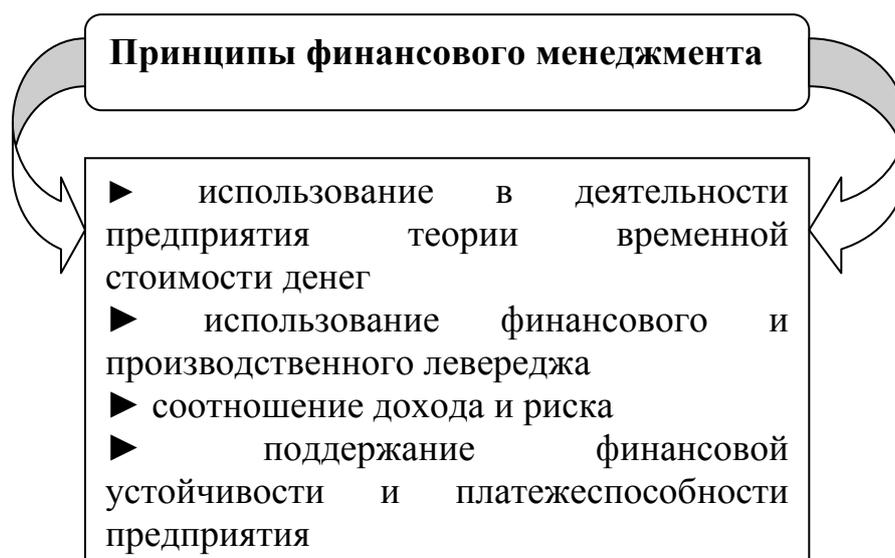 Принципы финансового менеджмента
► использование в деятельности
предприятия теории временной
стоимости денег
► использование финансового и
производственного левереджа
► соотношение дохода и риска
► поддержание финансовой
устойчивости и платежеспособности
предприятия